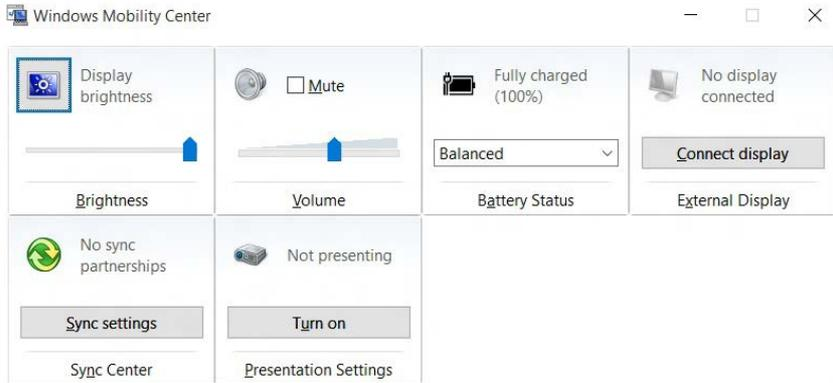 Windows Mobility Center
Display
brightness
Brightness
Mute
Volume
Fully charged
(100%)
Balanced
Battery Status
No display
connected
Connect display
External Display
No sync
partnerships
Sync settings
Sync Center
Not presenting
Turn on
Presentation Settings